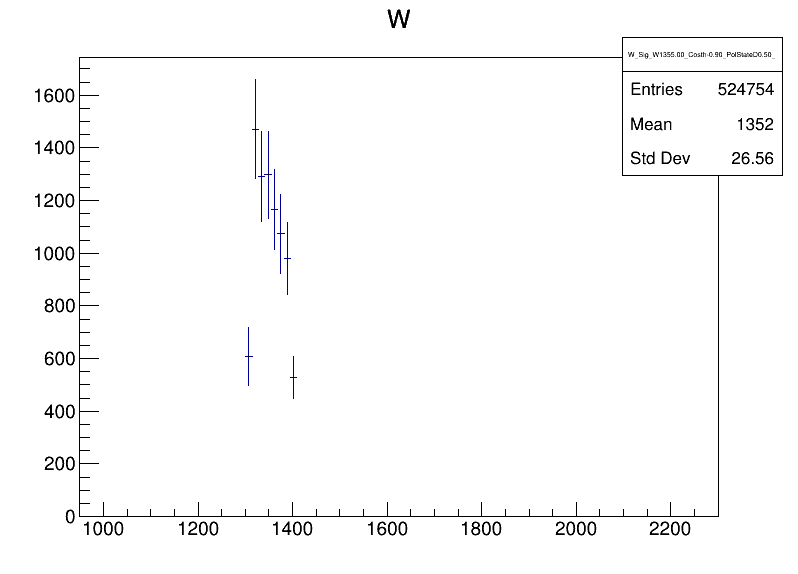 W
W_Sig_W1355.00_Costh-0.90_PolStateD0.50_
Entries 524754
Mean 1352
Std Dev 26.56
1600
1400
1200
1000
800
600
400
200
0
1000 1200 1400 1600 1800 2000 2200